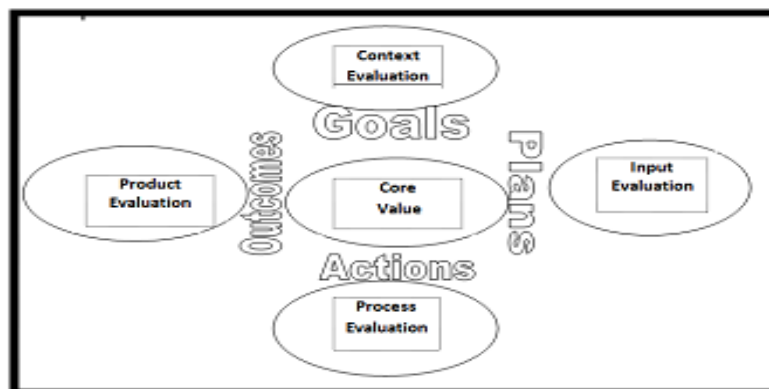 Context
Evaluation
Goals
Outcomes
Plans
Product
Evaluation
Core
Value
Input
Evaluation
Actions
Process
Evaluation